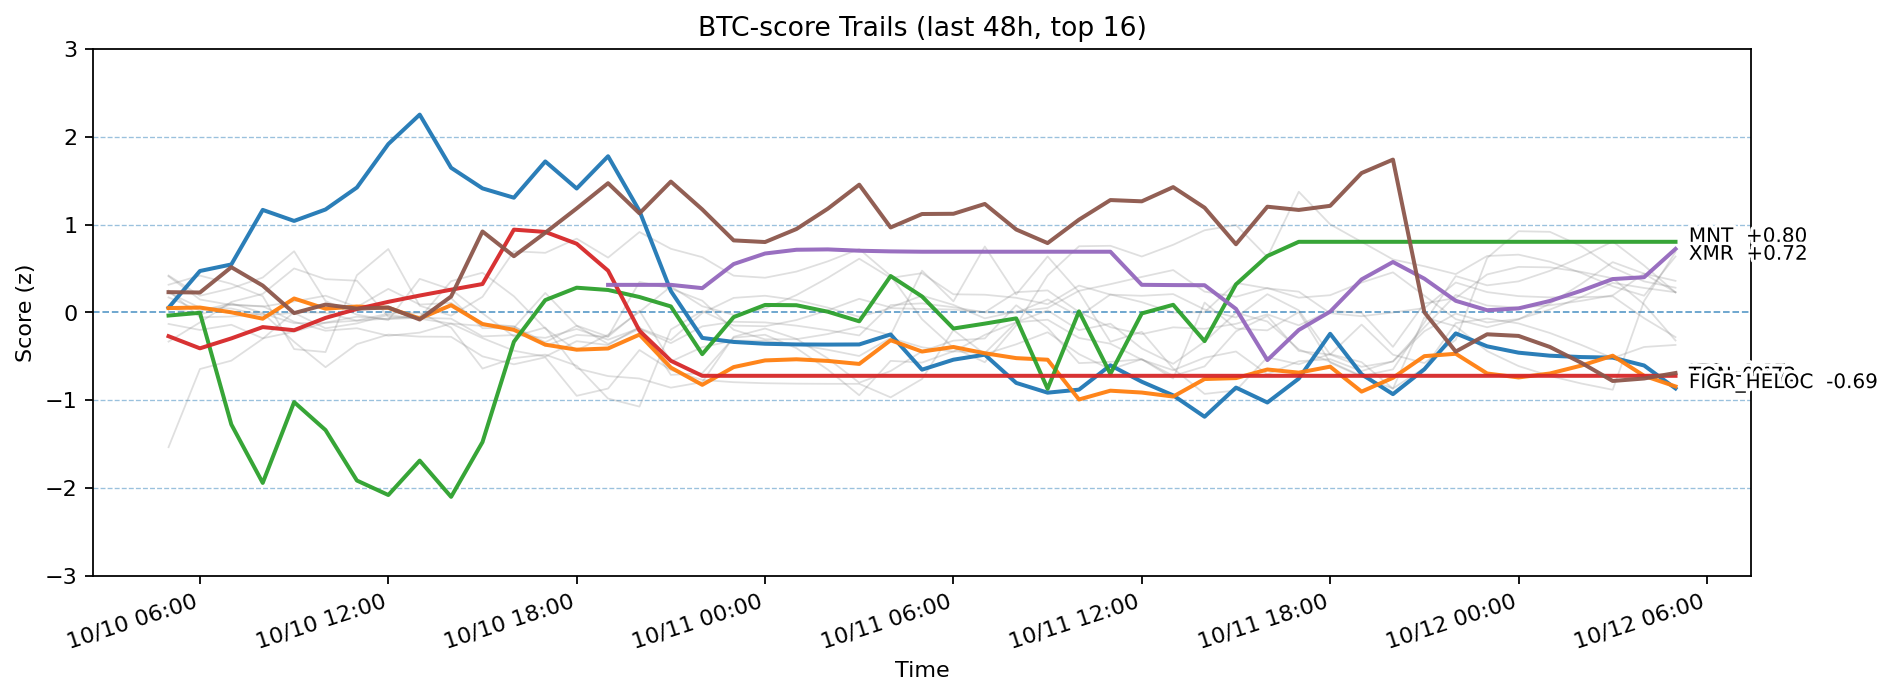 BTC-score Trails (last 48h, top 16)
Score (z)
3
2
1
0
−1
−2
−3
MNT +0.80
XMR +0.72
FIGR_HELOC -0.69
10/10 06:00
10/10 12:00
10/10 18:00
10/11 00:00
10/11 06:00
10/11 12:00
10/11 18:00
10/12 00:00
10/12 06:00
Time